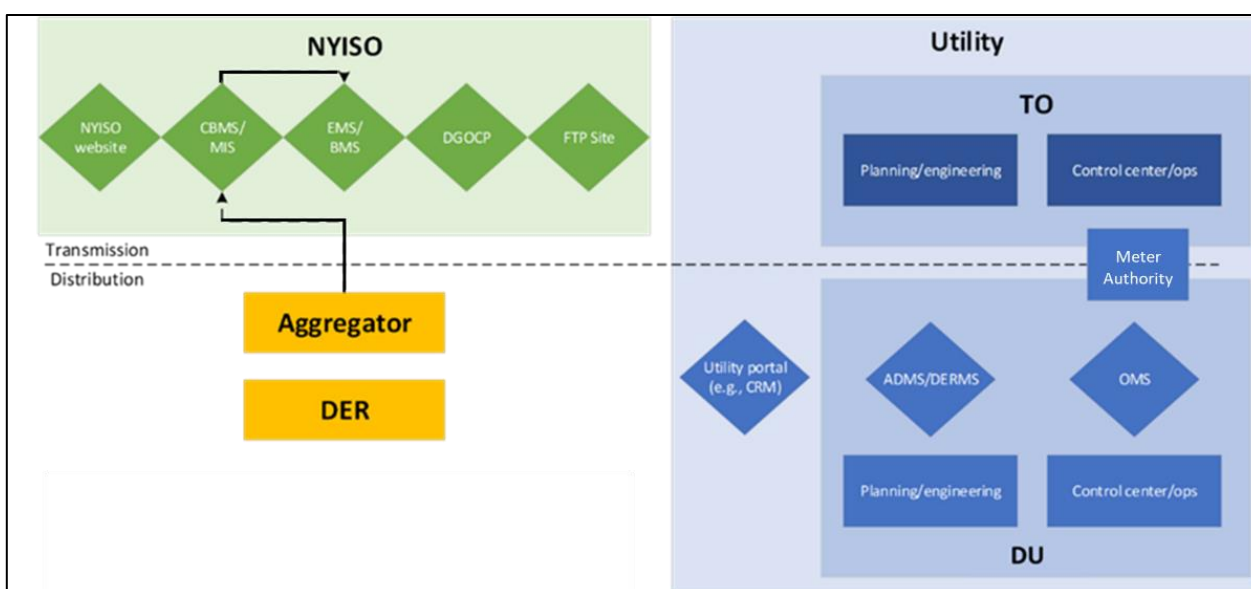 NYISO
NYISO
website
CBMS/
MIS
EMS/
BMS
DGOCP
FTP Site
Transmission
Distribution
Aggregator
DER
Utility
TO
Planning/engineering
Control center/ops
Meter
Authority
Utility portal
(e.g., CRM)
ADMS/DERMS
OMS
Planning/engineering
Control center/ops
DU